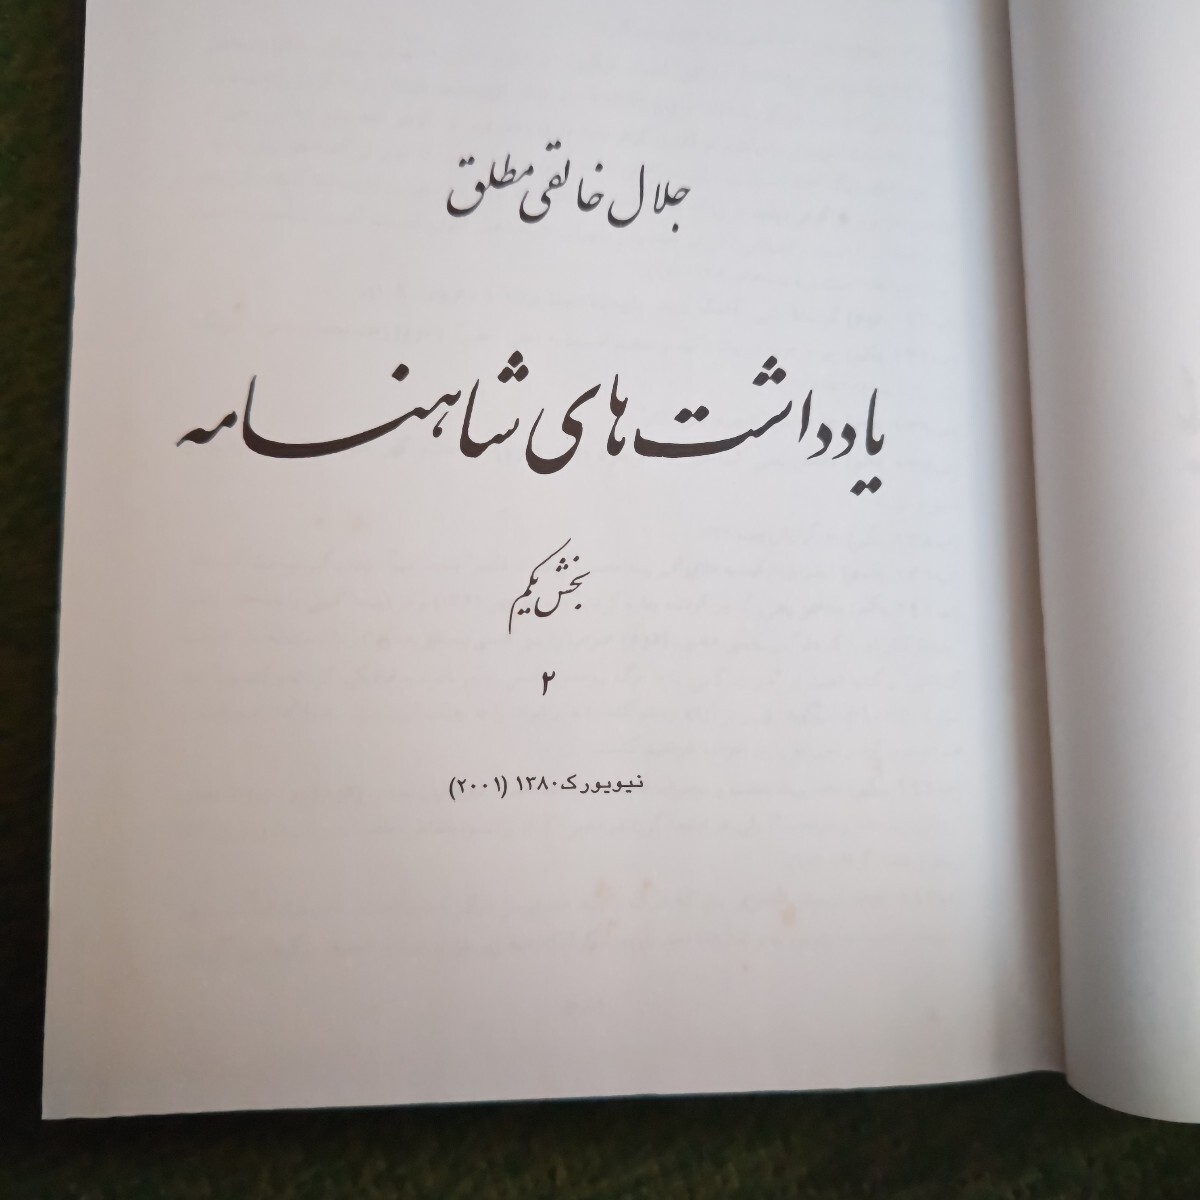 جلال خالقی مطلق
یادداشت‌های شاهنامه
بخش یکم
۲
نیویورک ۱۳۸۰ (۲۰۰۱)